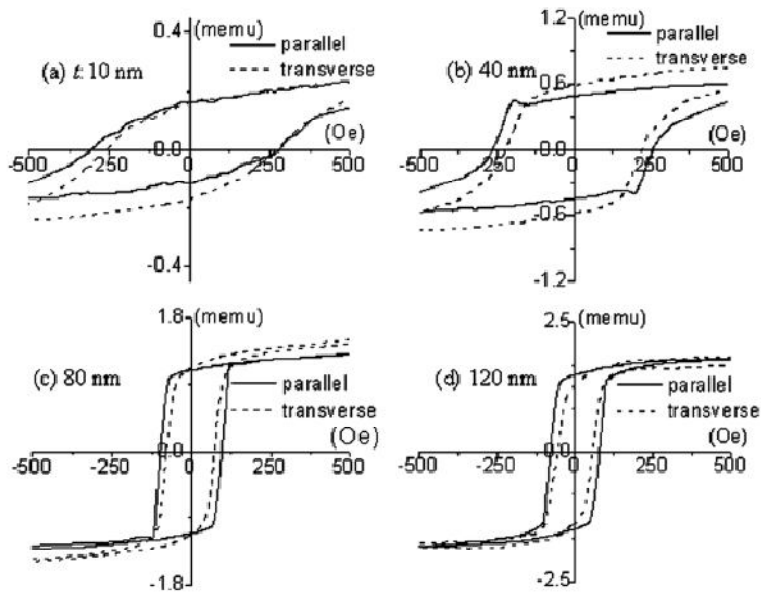 0.4 (memu)
parallel
transverse
(a) t: 10 nm
0.0
(Oe)
-500 -250 0 250 500
-0.4
1.2 (memu)
parallel
transverse
(b) 40 nm
0.6
0.0
(Oe)
-500 -250 0 250 500
-0.6
-1.2
1.8 (memu)
(c) 80 nm
parallel
transverse
(Oe)
0.0
-500 -250 0 250 500
-1.8
2.5 (memu)
(d) 120 nm
parallel
transverse
(Oe)
0.0
-500 -250 0 250 500
-2.5